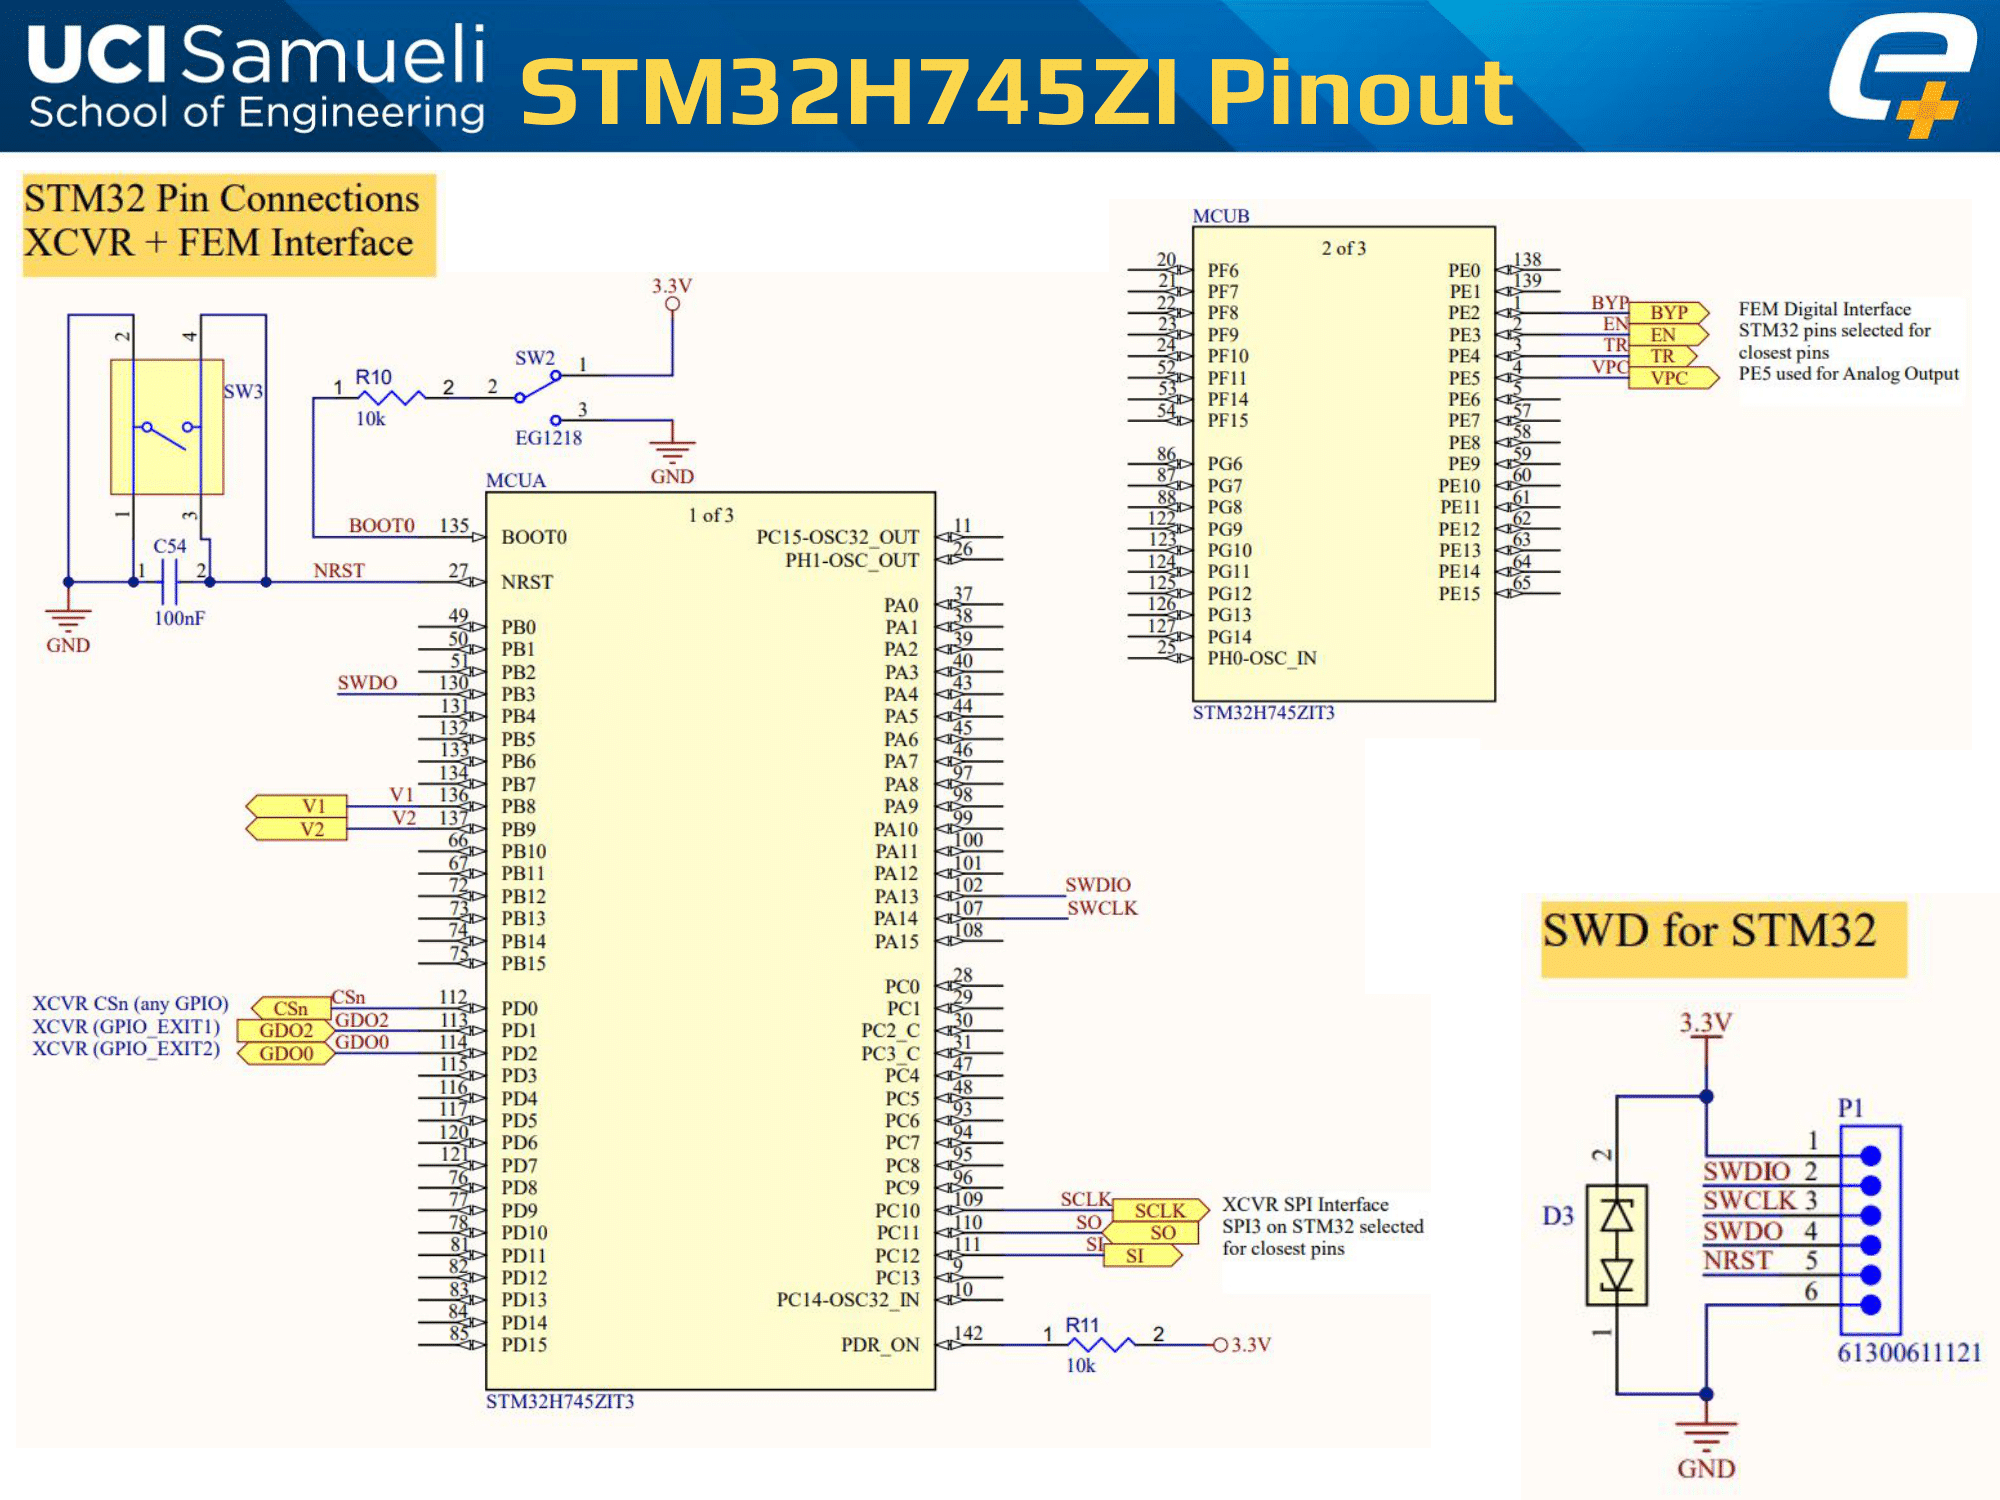 UCI Samueli
School of Engineering
STM32H745ZI Pinout
e+
STM32 Pin Connections
XCVR + FEM Interface
2
4
SW3
1
3
C54
1
2
100nF
GND
NRST
1
R10
2
10k
2
SW2
1
3
EG1218
3.3V
GND
BOOT0
MCUA
1 of 3
135 BOOT0
27 NRST
49 PB0
50 PB1
51 PB2
SWDO 130 PB3
131 PB4
132 PB5
133 PB6
134 PB7
V1 V1 136 PB8
V2 V2 137 PB9
66 PB10
67 PB11
72 PB12
73 PB13
74 PB14
75 PB15
XCVR CSn (any GPIO) CSn CSn 112 PD0
XCVR (GPIO_EXIT1) GDO2 GDO2 113 PD1
XCVR (GPIO_EXIT2) GDO0 GDO0 114 PD2
115 PD3
116 PD4
117 PD5
120 PD6
121 PD7
76 PD8
77 PD9
78 PD10
81 PD11
82 PD12
83 PD13
84 PD14
85 PD15
PC15-OSC32_OUT 11
PH1-OSC_OUT 26
PA0 37
PA1 38
PA2 39
PA3 40
PA4 43
PA5 44
PA6 45
PA7 46
PA8 97
PA9 98
PA10 99
PA11 100
PA12 101
PA13 102 SWDIO
PA14 107 SWCLK
PA15 108
PC0 28
PC1 29
PC2_C 30
PC3_C 31
PC4 47
PC5 48
PC6 93
PC7 94
PC8 95
PC9 96
PC10 109 SCLK SCLK
PC11 110 SO SO
PC12 111 SI SI
PC13 9
PC14-OSC32_IN 10
PDR_ON 142 1 R11 2 3.3V
10k
STM32H745ZIT3
XCVR SPI Interface
SPI3 on STM32 selected
for closest pins
MCUB
2 of 3
20 PF6
21 PF7
22 PF8
23 PF9
24 PF10
52 PF11
53 PF14
54 PF15
86 PG6
87 PG7
88 PG8
122 PG9
123 PG10
124 PG11
125 PG12
126 PG13
127 PG14
25 PH0-OSC_IN
PE0 138
PE1 139
PE2 1 BYP BYP
PE3 2 EN EN
PE4 3 TR TR
PE5 4 VPC VPC
PE6 5
PE7 57
PE8 58
PE9 59
PE10 60
PE11 61
PE12 62
PE13 63
PE14 64
PE15 65
STM32H745ZIT3
FEM Digital Interface
STM32 pins selected for
closest pins
PE5 used for Analog Output
SWD for STM32
3.3V
P1
2
D3
1
1
SWDIO 2
SWCLK 3
SWDO 4
NRST 5
6
61300611121
GND